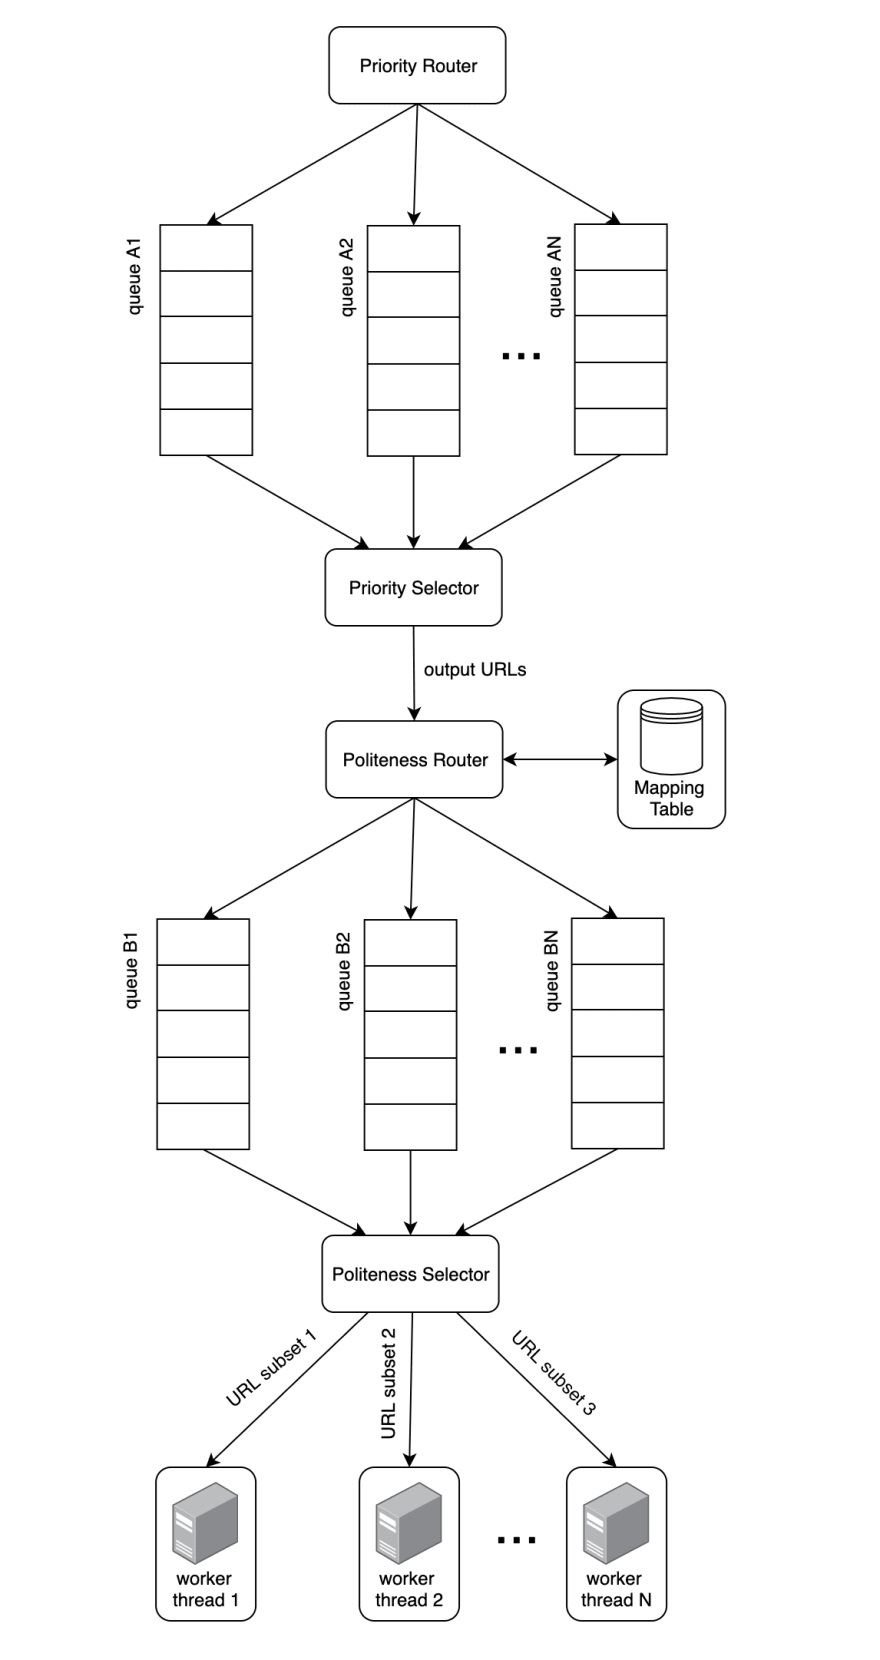 Priority Router
queue A1
queue A2
queue AN
...
Priority Selector
output URLs
Politeness Router
Mapping
Table
queue B1
queue B2
queue BN
...
Politeness Selector
URL subset 1
URL subset 2
URL subset 3
worker
thread 1
worker
thread 2
...
worker
thread N